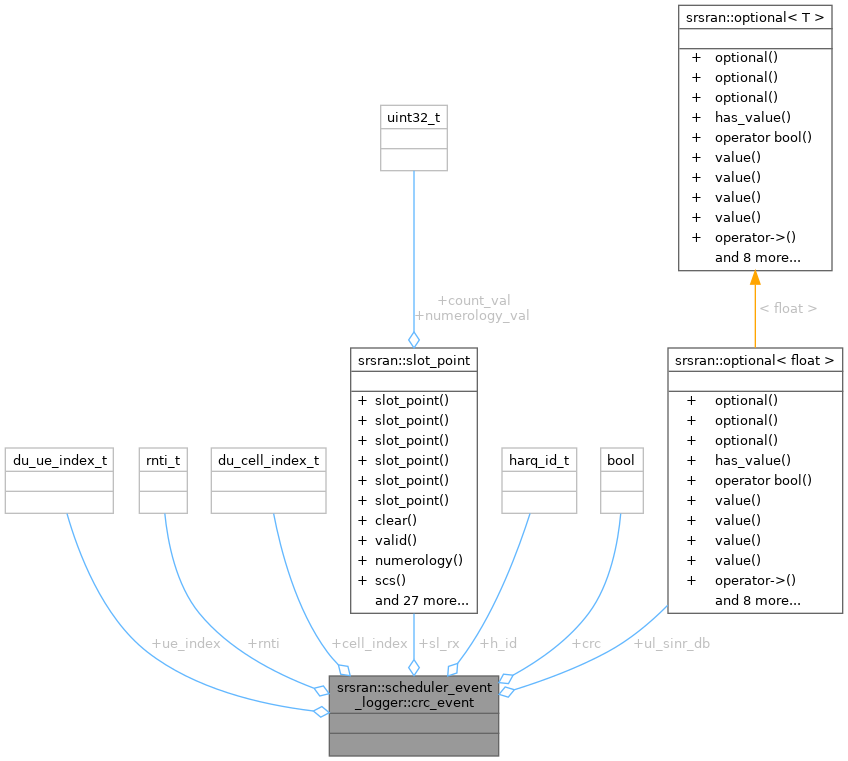 srsran::optional< T >
+ optional()
+ optional()
+ optional()
+ has_value()
+ operator bool()
+ value()
+ value()
+ value()
+ value()
+ operator->()
and 8 more...
uint32_t
+count_val
+numerology_val
< float >
srsran::slot_point
+ slot_point()
+ slot_point()
+ slot_point()
+ slot_point()
+ slot_point()
+ slot_point()
+ clear()
+ valid()
+ numerology()
+ scs()
and 27 more...
srsran::optional< float >
+ optional()
+ optional()
+ optional()
+ has_value()
+ operator bool()
+ value()
+ value()
+ value()
+ value()
+ operator->()
and 8 more...
du_ue_index_t
rnti_t
du_cell_index_t
harq_id_t
bool
+ue_index
+rnti
+cell_index
+sl_rx
+h_id
+crc
+ul_sinr_db
srsran::scheduler_event
_logger::crc_event